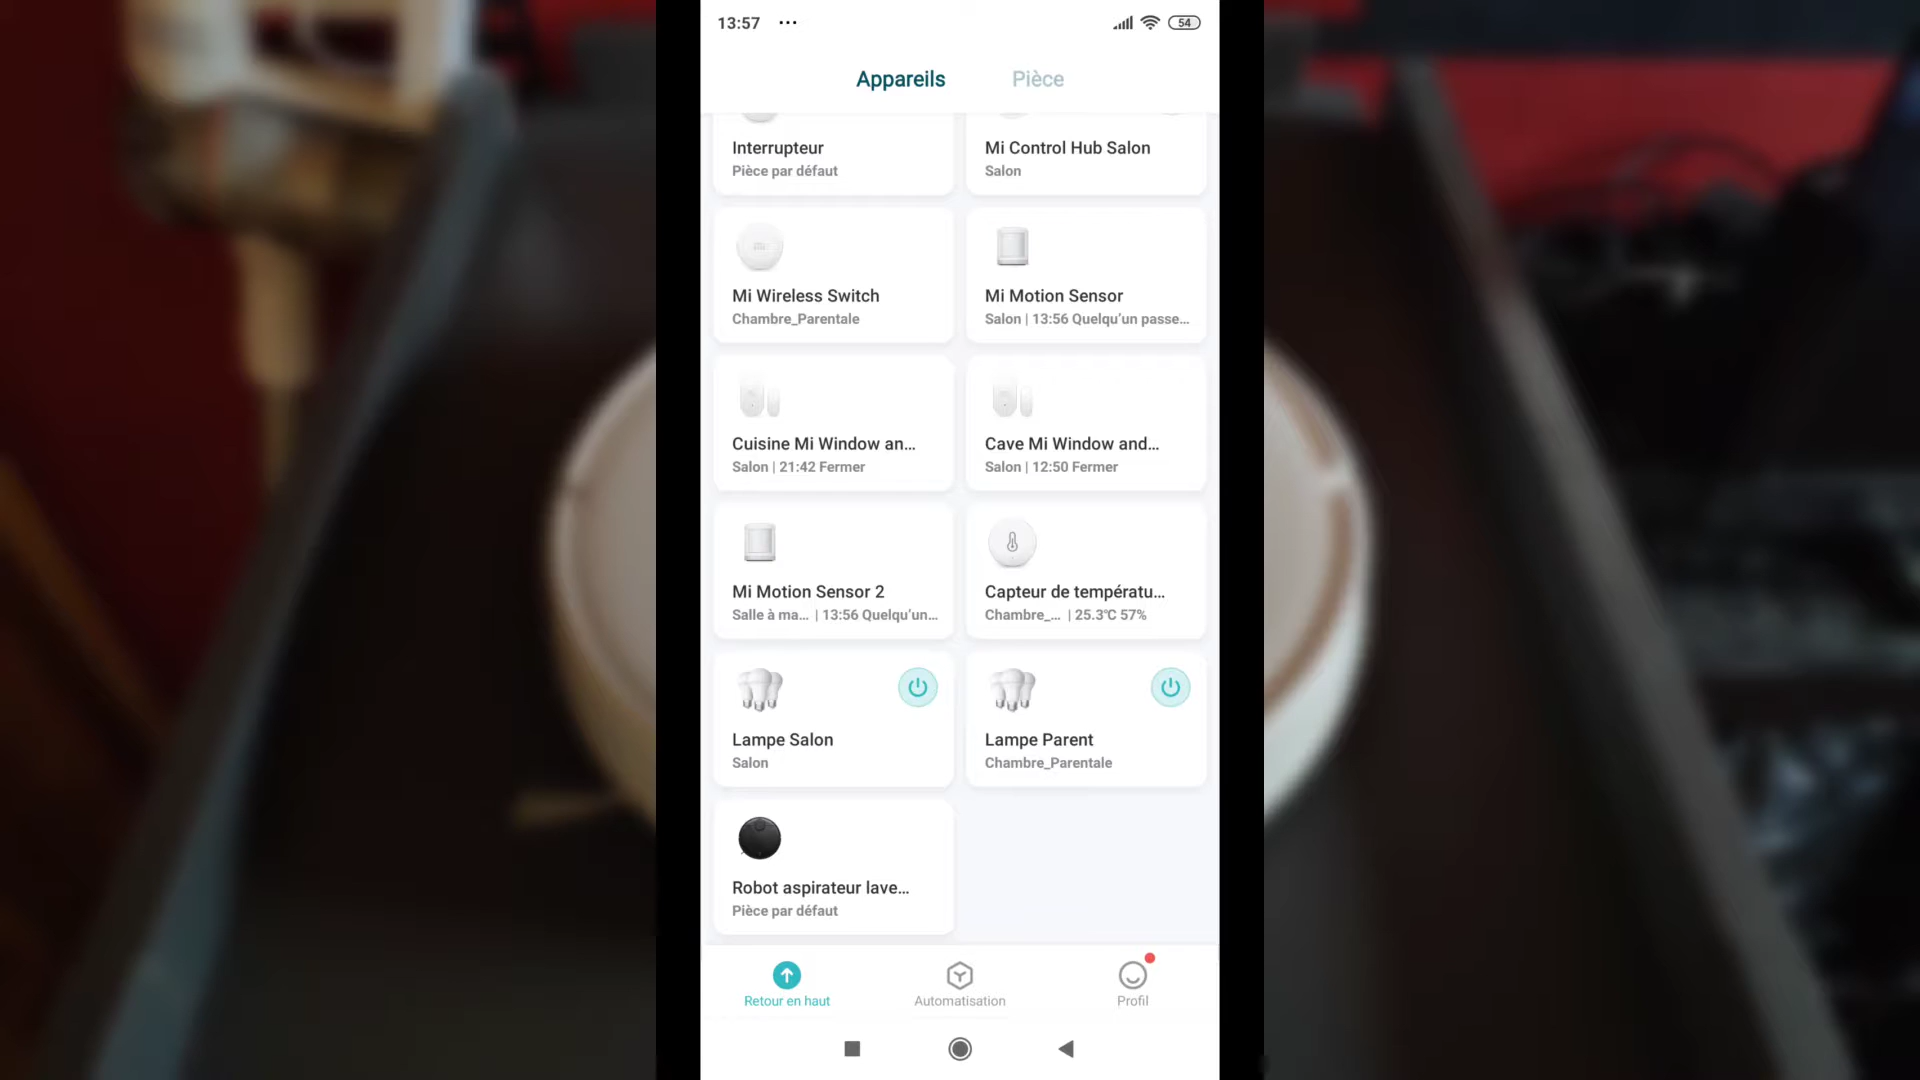 13:57 ...
54
Appareils Pièce
Interrupteur
Pièce par défaut
Mi Control Hub Salon
Salon
Mi Wireless Switch
Chambre_Parentale
Mi Motion Sensor
Salon | 13:56 Quelqu'un passe...
Cuisine Mi Window an...
Salon | 21:42 Fermer
Cave Mi Window and...
Salon | 12:50 Fermer
Mi Motion Sensor 2
Salle à ma... | 13:56 Quelqu'un...
Capteur de températu...
Chambre_... | 25.3℃ 57%
Lampe Salon
Salon
Lampe Parent
Chambre_Parentale
Robot aspirateur lave...
Pièce par défaut
Retour en haut
Automatisation
Profil